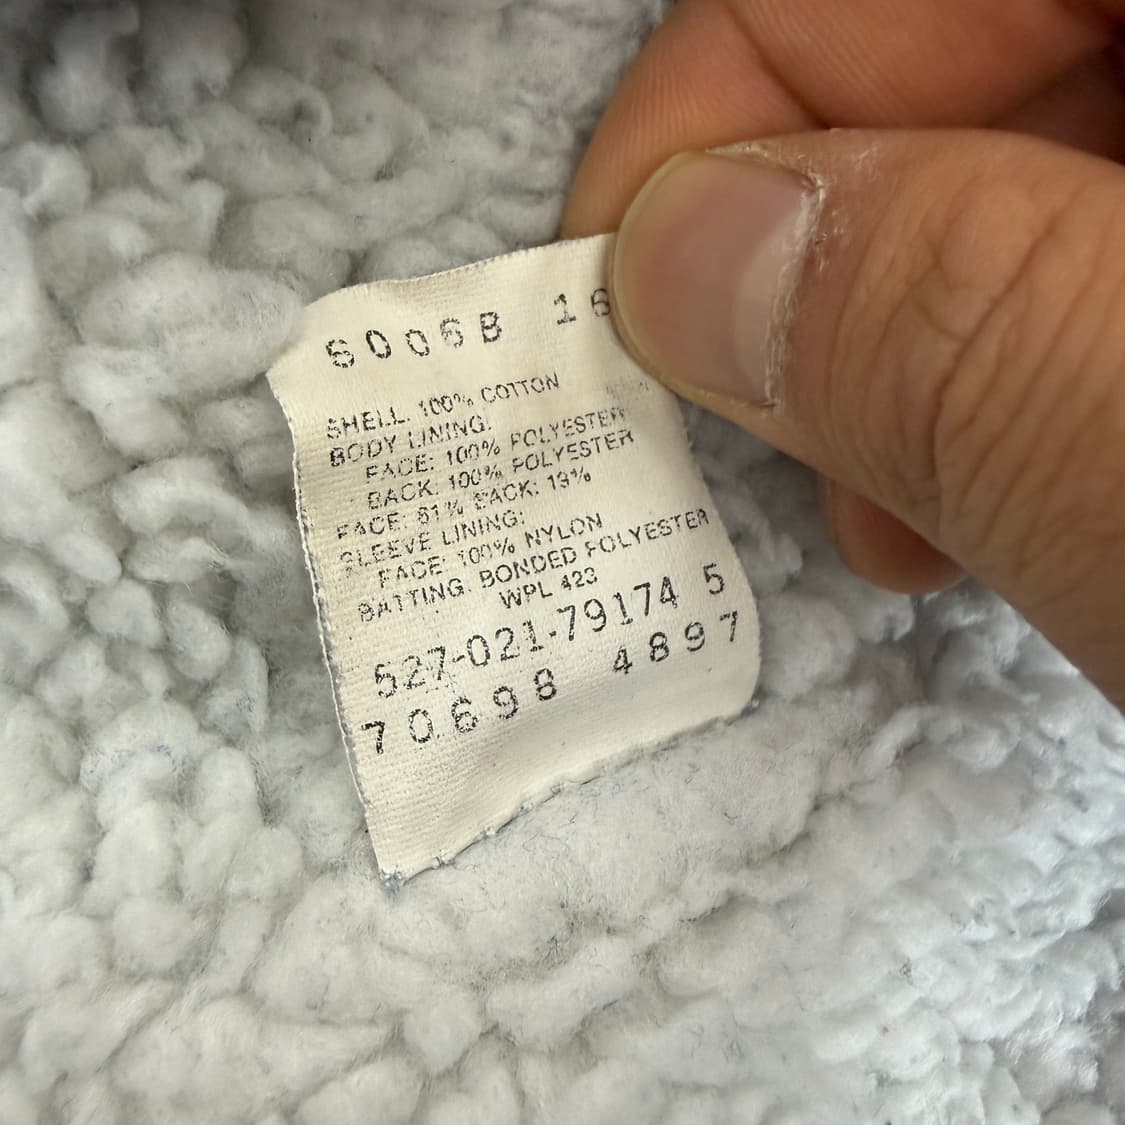 S006B 16
SHELL. 100% COTTON
BODY LINING:
FACE: 100% POLYESTER
BACK: 100% POLYESTER
FACE: 81% BACK: 19%
SLEEVE LINING:
FACE: 100% NYLON
BATTING: BONDED POLYESTER
WPL 423
527-021-79174 5
70698 4897